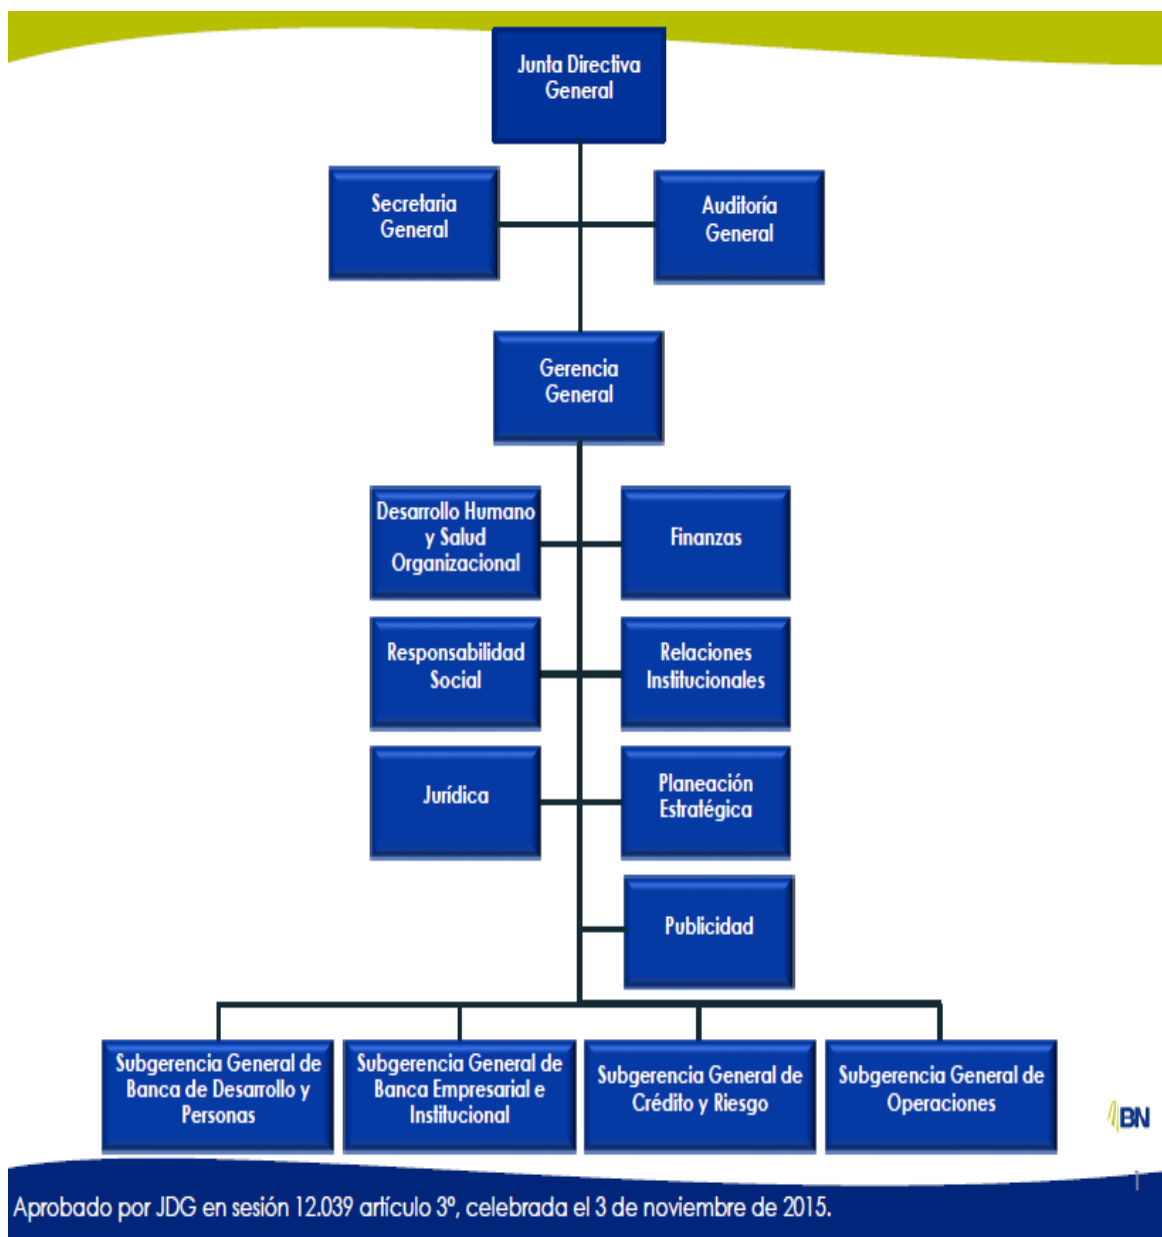 Junta Directiva
General
Secretaria
General
Auditoría
General
Gerencia
General
Desarrollo Humano
y Salud
Organizacional
Finanzas
Responsabilidad
Social
Relaciones
Institucionales
Jurídica
Planeación
Estratégica
Publicidad
Subgerencia General de
Banca de Desarrollo y
Personas
Subgerencia General de
Banca Empresarial e
Institucional
Subgerencia General de
Crédito y Riesgo
Subgerencia General de
Operaciones
BN
1
Aprobado por JDG en sesión 12.039 artículo 3º, celebrada el 3 de noviembre de 2015.